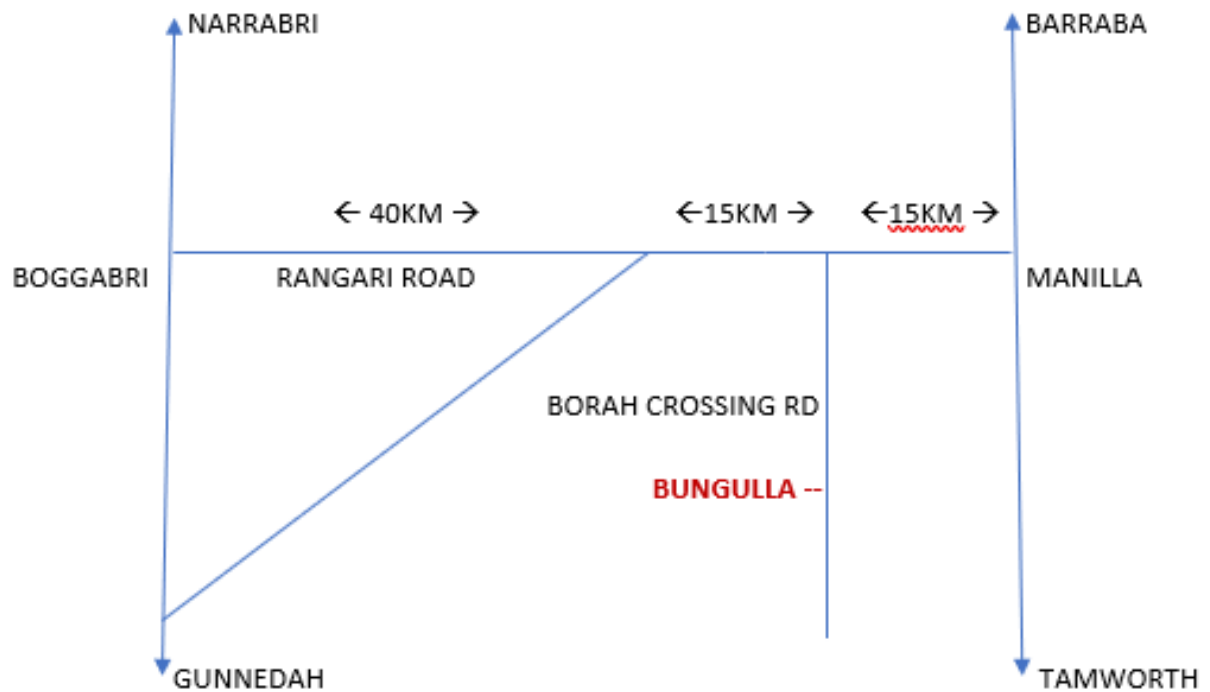 NARRABRI
BARRABA
← 40KM →
←15KM →
←15KM →
BOGGABRI
RANGARI ROAD
MANILLA
BORAH CROSSING RD
BUNGULLA --
GUNNEDAH
TAMWORTH